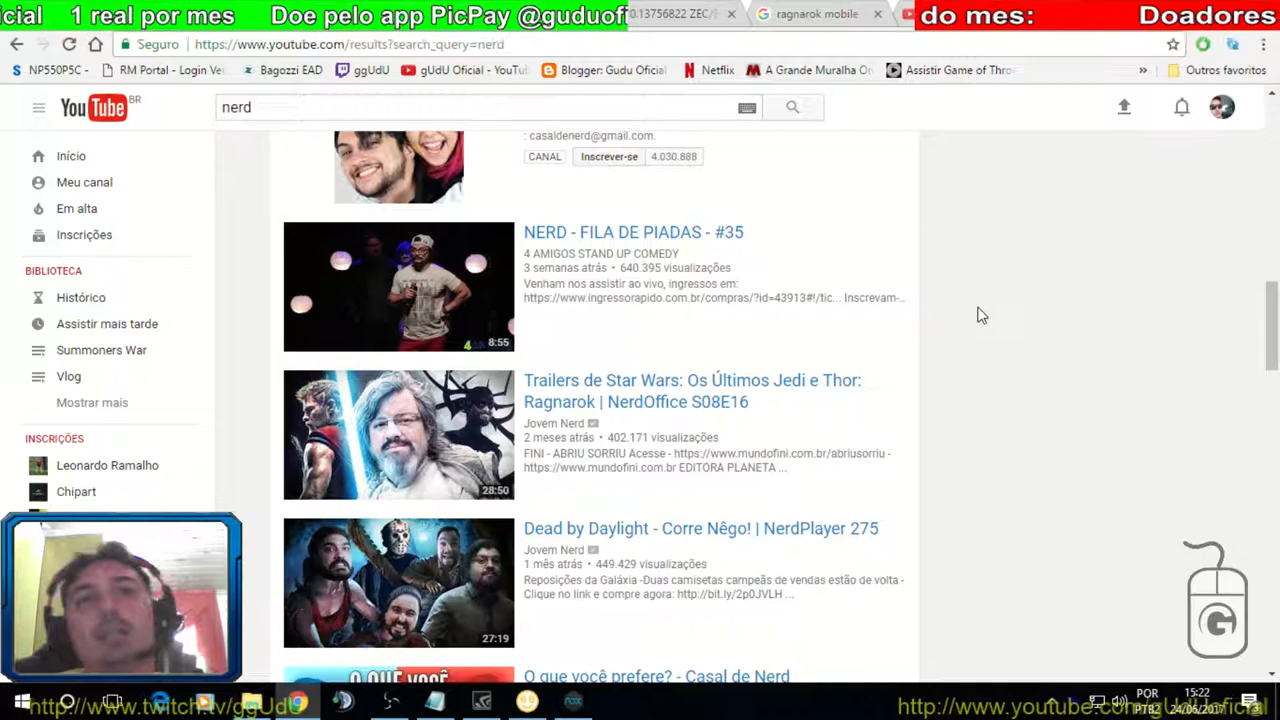 icial 1 real por mes Doe pelo app PicPay @guduofi
0.13756822 ZEC/
ragnarok mobile
do mes: Doadores
Seguro https://www.youtube.com/results?search_query=nerd
NP550P5C -
RM Portal - Login Ve
Bagozzi EAD
ggUdU
gUdU Oficial - YouTu
Blogger: Gudu Oficial
Netflix
A Grande Muralha On
Assistir Game of Thro
» Outros favoritos
YouTube BR
nerd
: casaldenerd@gmail.com.
CANAL Inscrever-se 4.030.888
Início
Meu canal
Em alta
Inscrições
BIBLIOTECA
Histórico
Assistir mais tarde
Summoners War
Vlog
Mostrar mais
INSCRIÇÕES
Leonardo Ramalho
Chipart
NERD - FILA DE PIADAS - #35
4 AMIGOS STAND UP COMEDY
3 semanas atrás • 640.395 visualizações
Venham nos assistir ao vivo, ingressos em:
https://www.ingressorapido.com.br/compras/?id=43913#!/tic... Inscrevam-..
8:55
Trailers de Star Wars: Os Últimos Jedi e Thor:
Ragnarok | NerdOffice S08E16
Jovem Nerd
2 meses atrás • 402.171 visualizações
FINI - ABRIU SORRIU Acesse - https://www.mundofini.com.br/abriusorriu -
https://www.mundofini.com.br EDITORA PLANETA ...
28:50
Dead by Daylight - Corre Nêgo! | NerdPlayer 275
Jovem Nerd
1 mês atrás • 449.429 visualizações
Reposições da Galáxia -Duas camisetas campeãs de vendas estão de volta -
Clique no link e compre agora: http://bit.ly/2p0JVLH ...
27:19
O QUE VOCÊ
O que você prefere? - Casal de Nerd
G
http://www.twitch.tv/ggUdU
http://www.youtube.com/
POR
PTB2
15:22
24/06/2017